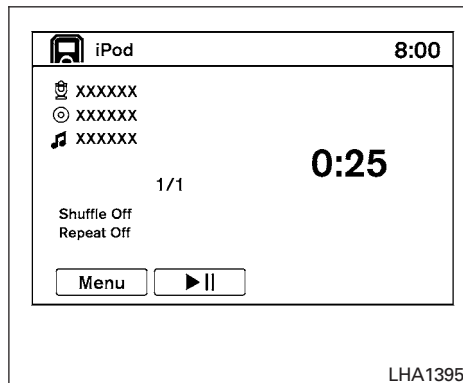 iPod 8:00
XXXXXX
XXXXXX
XXXXXX
0:25
1/1
Shuffle Off
Repeat Off
Menu
LHA1395